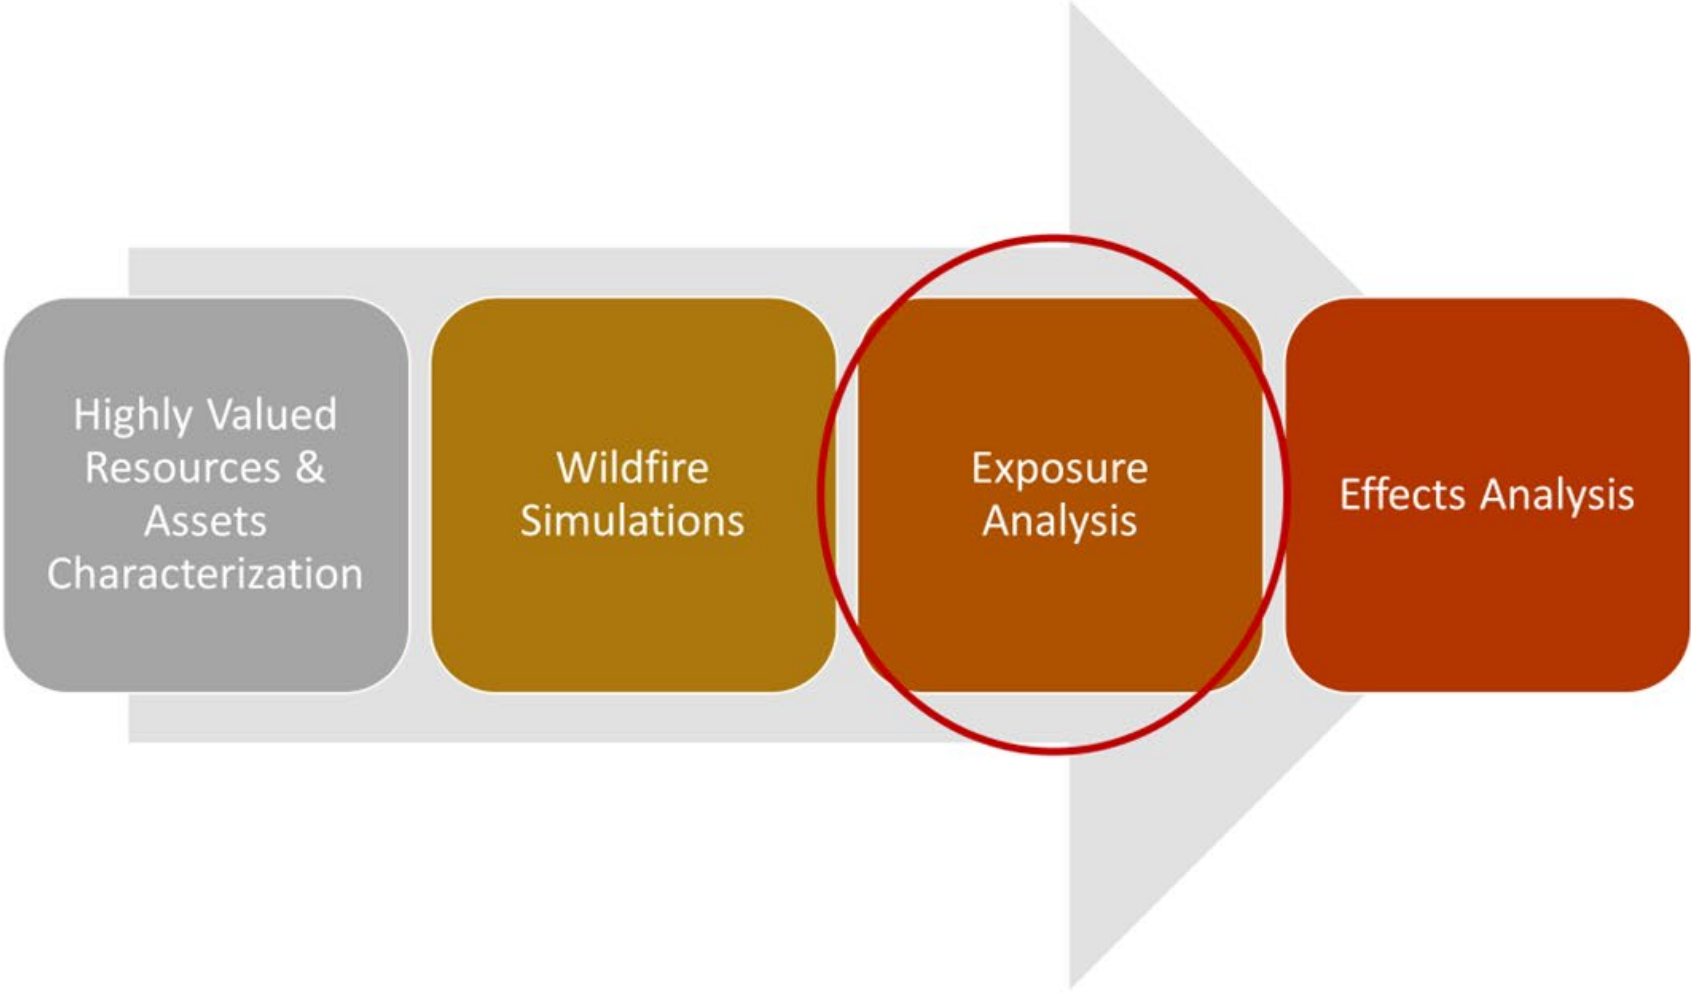 Highly Valued
Resources &
Assets
Characterization
Wildfire
Simulations
Exposure
Analysis
Effects Analysis